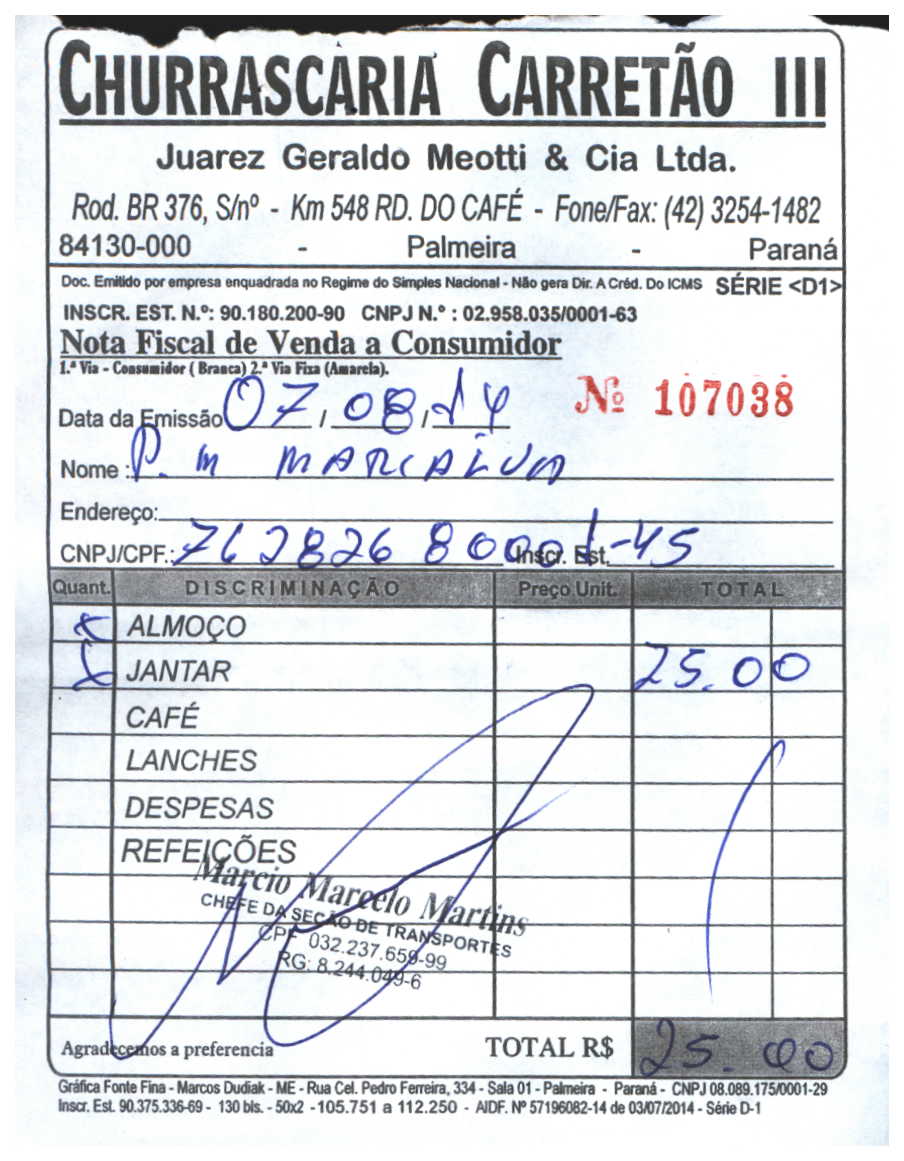 CHURRASCARIA CARRETÃO III
Juarez Geraldo Meotti & Cia Ltda.
Rod. BR 376, S/nº - Km 548 RD. DO CAFÉ - Fone/Fax: (42) 3254-1482
84130-000 - Palmeira - Paraná
Doc. Emitido por empresa enquadrada no Regime do Simples Nacional - Não gera Dir. A Créd. Do ICMS SÉRIE <D1>
INSCR. EST. N.º: 90.180.200-90 CNPJ N.º : 02.958.035/0001-63
Nota Fiscal de Venda a Consumidor
1.ª Via - Consumidor ( Branca) 2.ª Via Fixa (Amarela).
Nº 107038
Data da Emissão 07 / 08 / 14
Nome : P. M MARCALUA
Endereço:
CNPJ/CPF.: 762826 8000 1-45 Inscr. Est.
Quant. DISCRIMINAÇÃO Preço Unit. TOTAL
ALMOÇO
JANTAR 25.00
CAFÉ
LANCHES
DESPESAS
REFEIÇÕES
Marcio Marcelo Martins
CHEFE DA SEÇÃO DE TRANSPORTES
CPF 032.237.659-99
RG: 8.244.049-6
Agradecemos a preferencia TOTAL R$ 25.00
Gráfica Fonte Fina - Marcos Dudiak - ME - Rua Cel. Pedro Ferreira, 334 - Sala 01 - Palmeira - Paraná - CNPJ 08.089.175/0001-29
Inscr. Est. 90.375.336-69 - 130 bls. - 50x2 -105.751 a 112.250 - AIDF. Nº 57196082-14 de 03/07/2014 - Série D-1